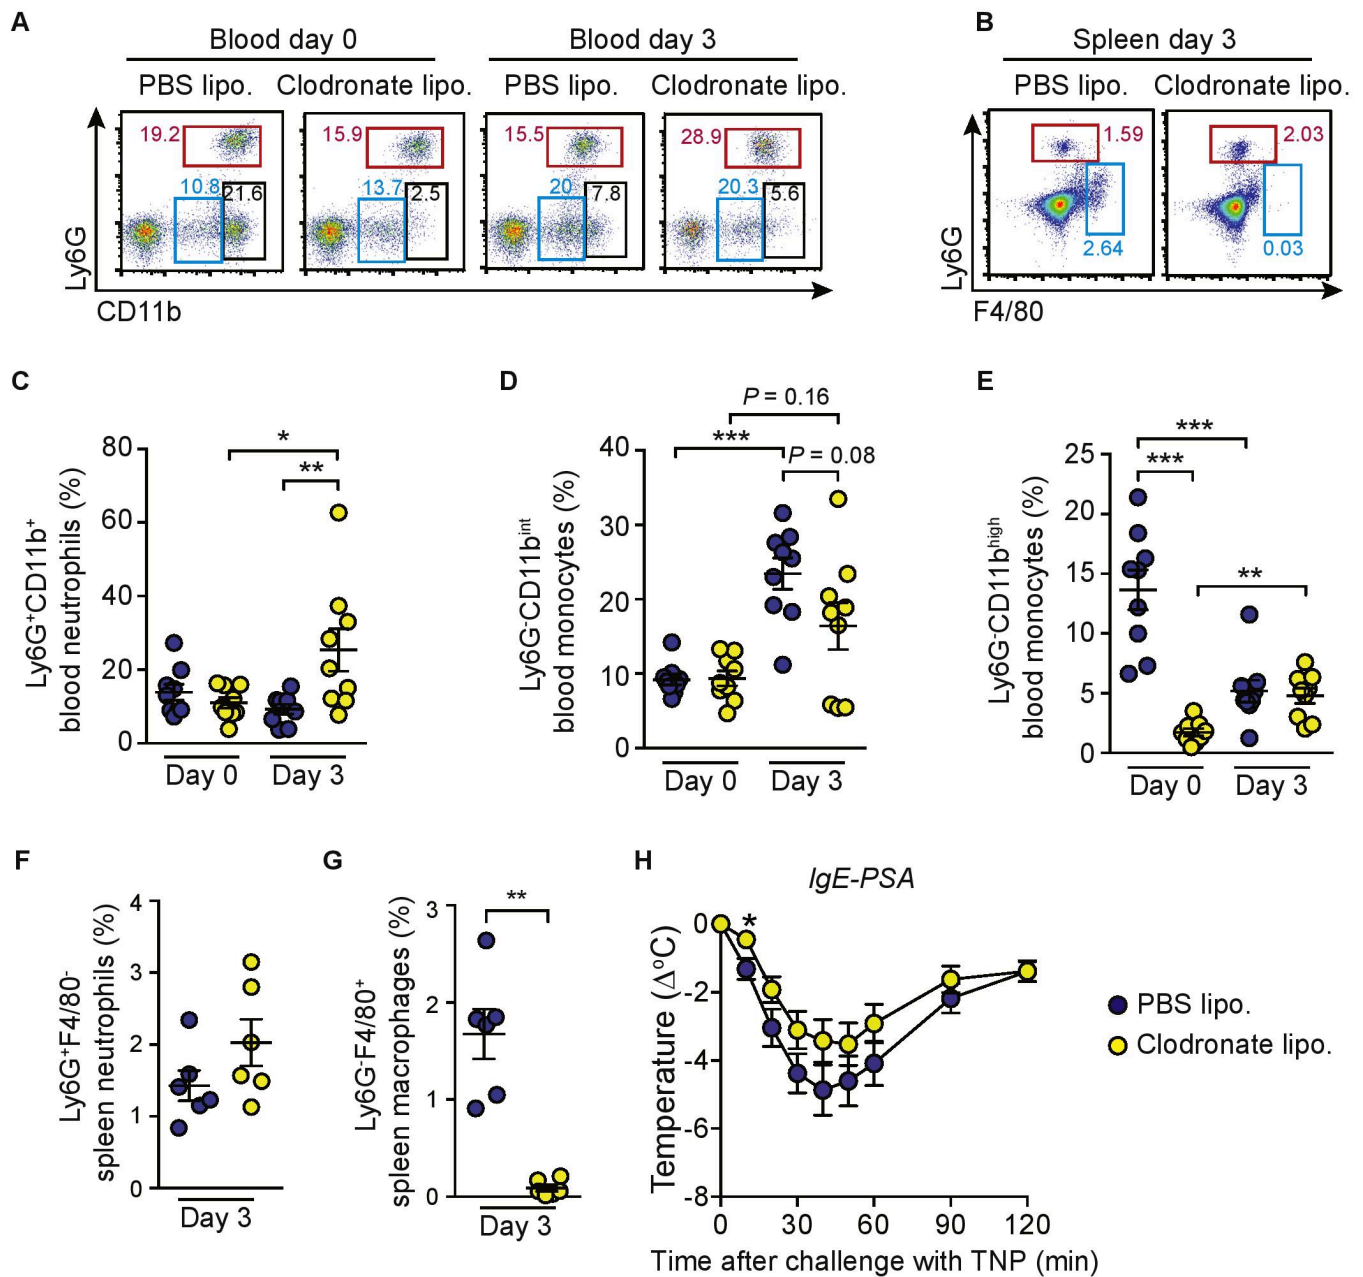 A
Blood day 0
Blood day 3
PBS lipo.
Clodronate lipo.
PBS lipo.
Clodronate lipo.
19.2
10.8
21.6
15.9
13.7
2.5
15.5
20
7.8
28.9
20.3
5.6
Ly6G
CD11b
B
Spleen day 3
PBS lipo.
Clodronate lipo.
1.59
2.64
2.03
0.03
Ly6G
F4/80
C
Ly6G⁺CD11b⁺
blood neutrophils (%)
80
60
40
20
0
*
**
Day 0
Day 3
D
Ly6G⁻CD11bⁱⁿᵗ
blood monocytes (%)
40
30
20
10
0
P = 0.16
***
P = 0.08
Day 0
Day 3
E
Ly6G⁻CD11bʰⁱᵍʰ
blood monocytes (%)
25
20
15
10
5
0
***
***
**
Day 0
Day 3
F
Ly6G⁺F4/80⁻
spleen neutrophils (%)
4
3
2
1
0
Day 3
G
Ly6G⁻F4/80⁺
spleen macrophages (%)
3
2
1
0
**
Day 3
H
IgE-PSA
Temperature (Δ°C)
0
-2
-4
-6
-8
*
0
30
60
90
120
Time after challenge with TNP (min)
PBS lipo.
Clodronate lipo.